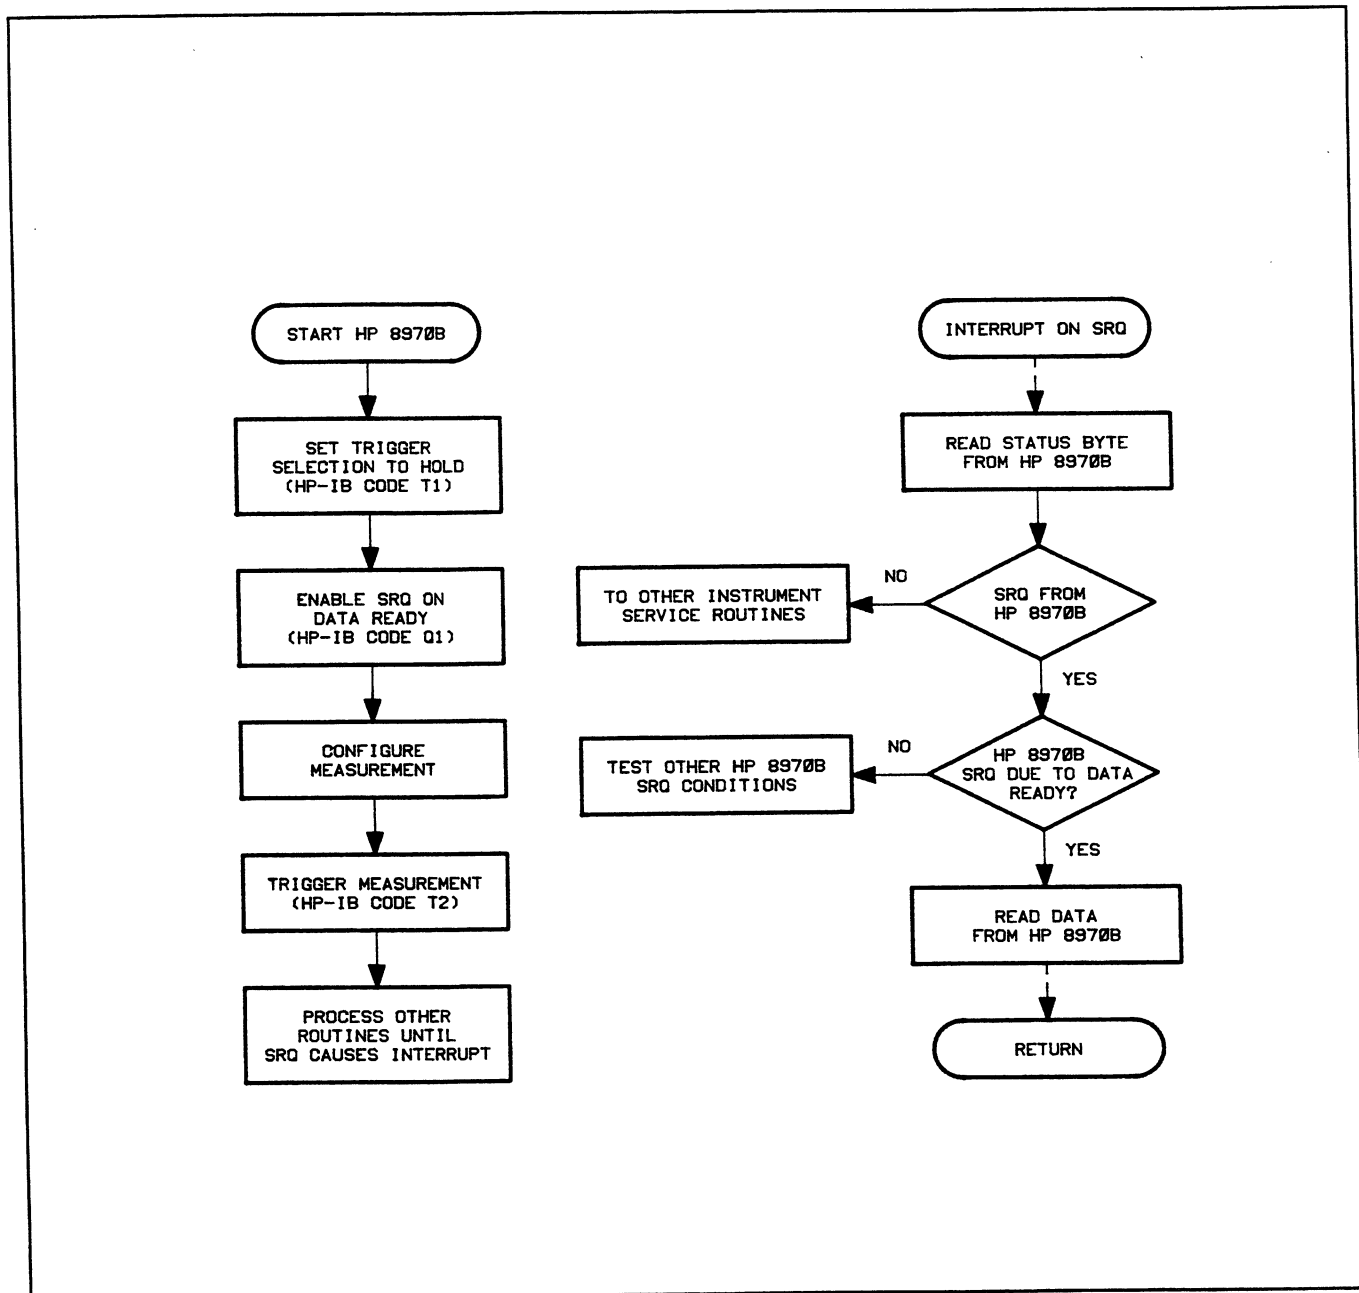 START HP 8970B
SET TRIGGER
SELECTION TO HOLD
(HP-IB CODE T1)
ENABLE SRQ ON
DATA READY
(HP-IB CODE Q1)
CONFIGURE
MEASUREMENT
TRIGGER MEASUREMENT
(HP-IB CODE T2)
PROCESS OTHER
ROUTINES UNTIL
SRQ CAUSES INTERRUPT
INTERRUPT ON SRQ
READ STATUS BYTE
FROM HP 8970B
SRQ FROM
HP 8970B
NO
TO OTHER INSTRUMENT
SERVICE ROUTINES
YES
HP 8970B
SRQ DUE TO DATA
READY?
NO
TEST OTHER HP 8970B
SRQ CONDITIONS
YES
READ DATA
FROM HP 8970B
RETURN